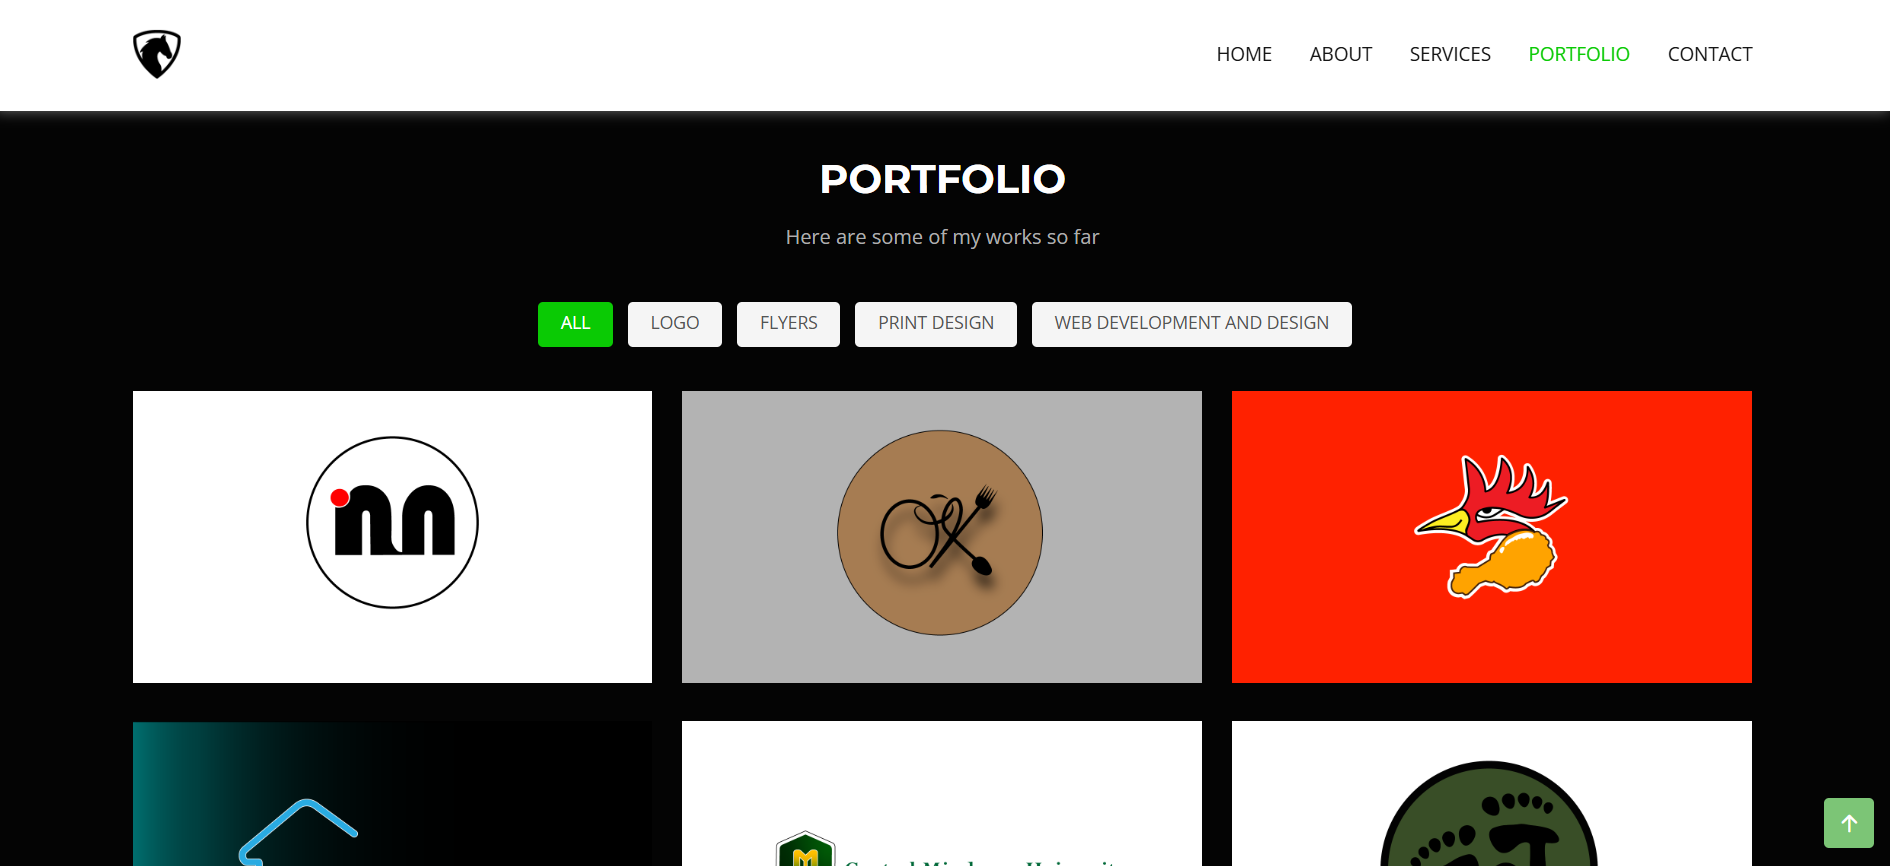 HOME ABOUT SERVICES PORTFOLIO CONTACT
PORTFOLIO
Here are some of my works so far
ALL LOGO FLYERS PRINT DESIGN WEB DEVELOPMENT AND DESIGN
inn
M